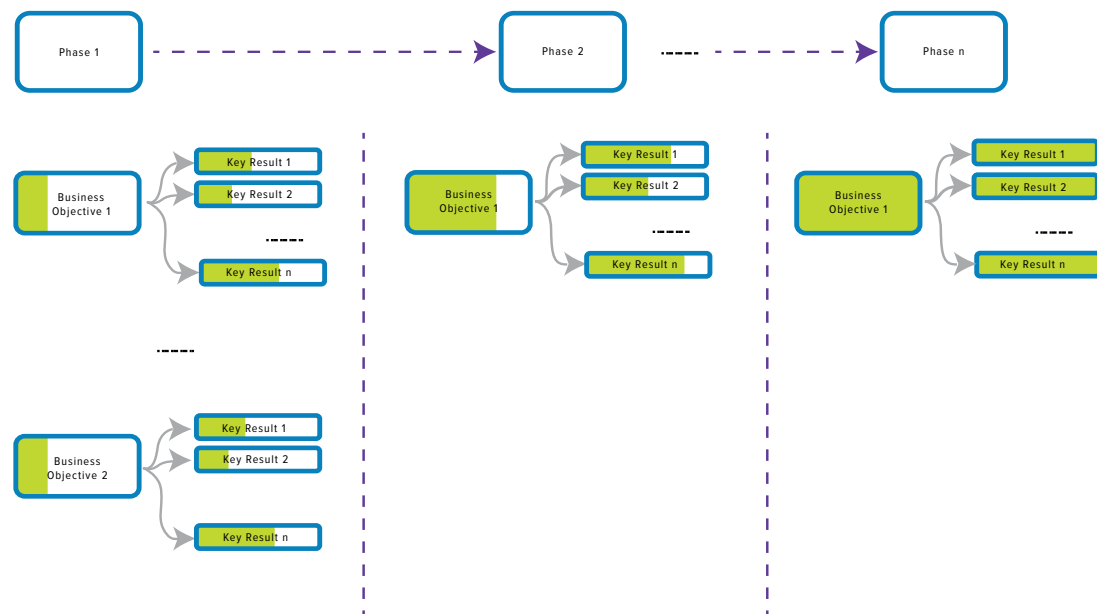 Phase 1
Phase 2
Phase n
Business
Objective 1
Key Result 1
Key Result 2
Key Result n
Business
Objective 1
Key Result 1
Key Result 2
Key Result n
Business
Objective 1
Key Result 1
Key Result 2
Key Result n
Business
Objective 2
Key Result 1
Key Result 2
Key Result n